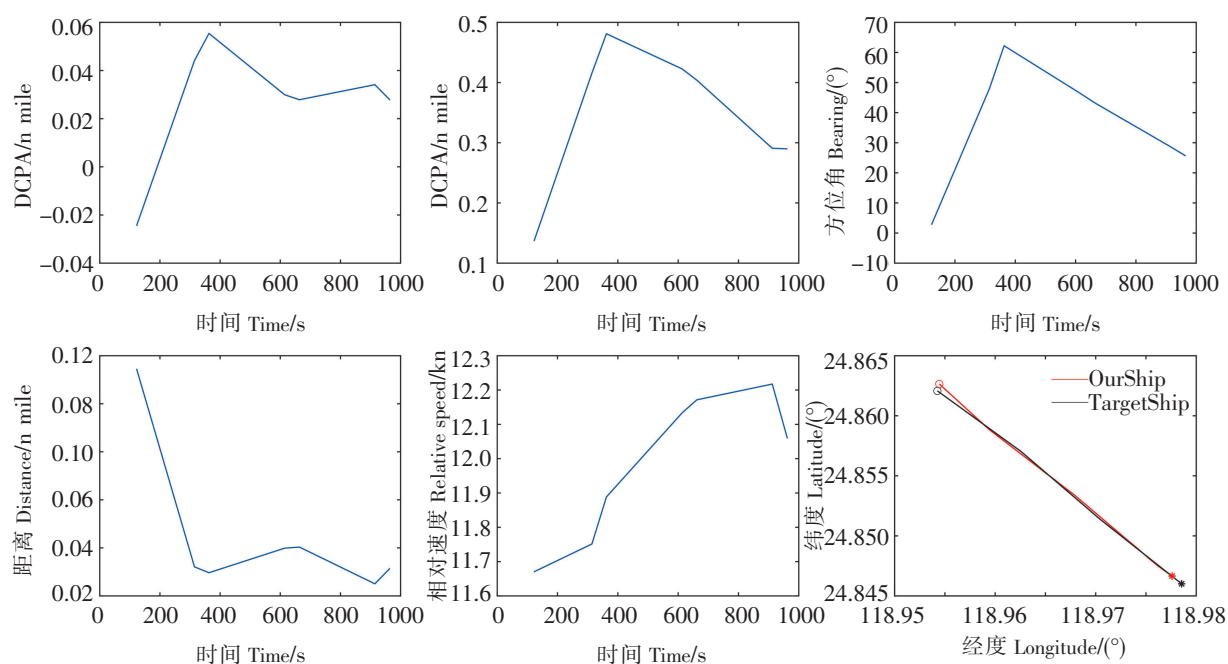 DCPA/n mile
0.06
0.04
0.02
0
−0.02
−0.04
0 200 400 600 800 1000
时间 Time/s
DCPA/n mile
0.5
0.4
0.3
0.2
0.1
0 200 400 600 800 1000
时间 Time/s
方位角 Bearing/(°)
70
60
50
40
30
20
10
0
−10
0 200 400 600 800 1000
时间 Time/s
距离 Distance/n mile
0.12
0.08
0.10
0.06
0.04
0.02
0 200 400 600 800 1000
时间 Time/s
相对速度 Relative speed/kn
12.3
12.2
12.1
12.0
11.9
11.8
11.7
11.6
0 200 400 600 800 1000
时间 Time/s
纬度 Latitude/(°)
24.865
24.860
24.855
24.850
24.845
OurShip
TargetShip
118.95 118.96 118.97 118.98
经度 Longitude/(°)